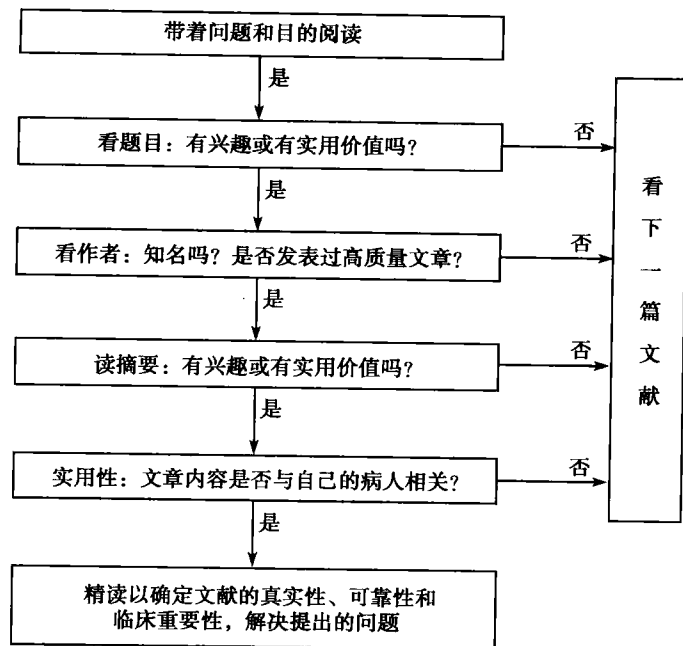 带着问题和目的阅读
是
看题目：有兴趣或有实用价值吗？
否
是
看作者：知名吗？是否发表过高质量文章？
否
是
读摘要：有兴趣或有实用价值吗？
否
是
实用性：文章内容是否与自己的病人相关？
否
是
精读以确定文献的真实性、可靠性和
临床重要性，解决提出的问题
看
下
一
篇
文
献